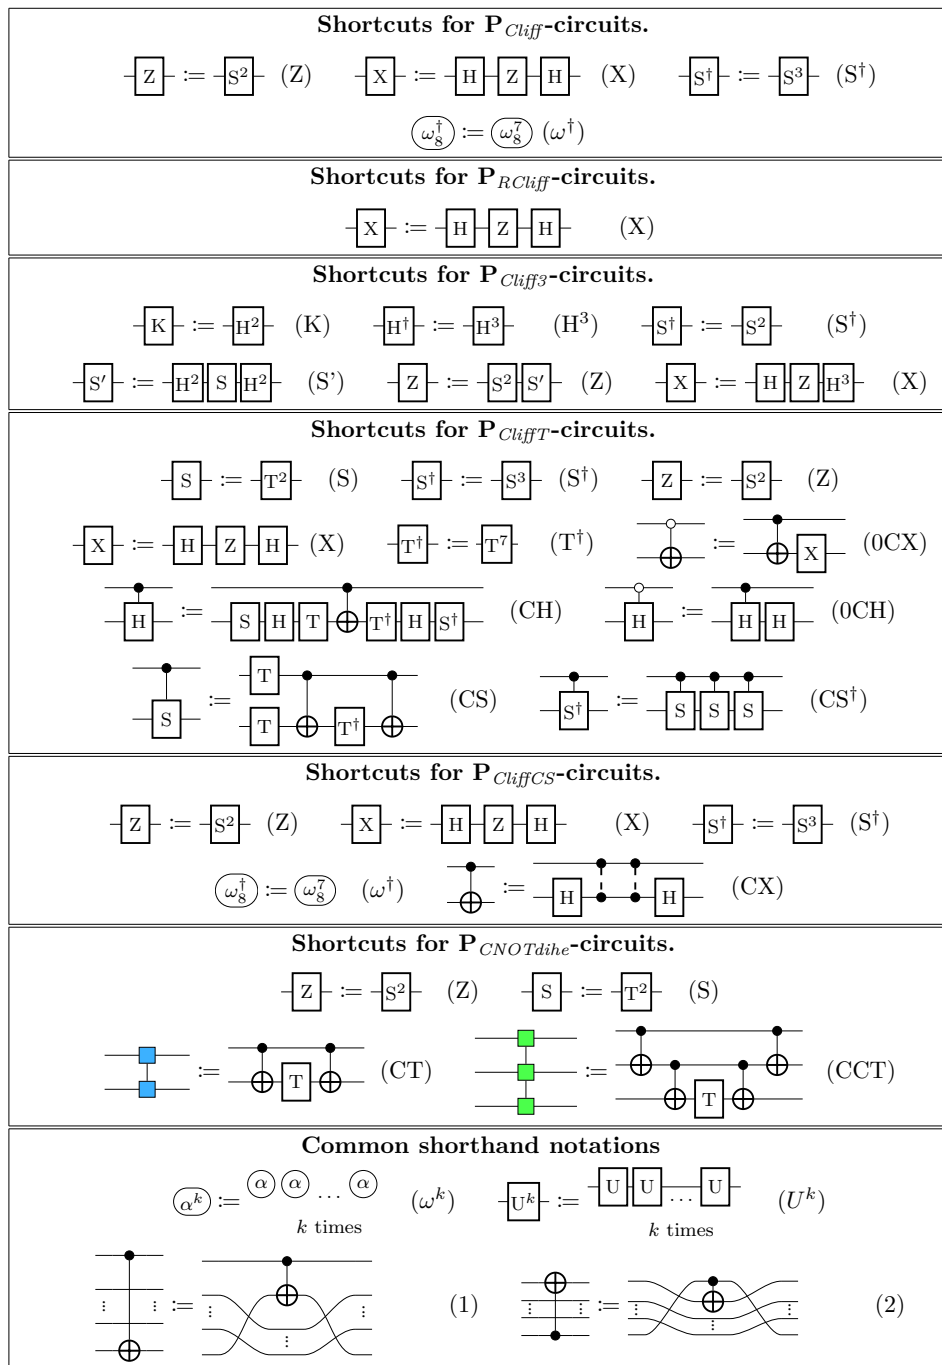 Shortcuts for P_Cliff-circuits.
Z := S² (Z) X := H Z H (X) S† := S³ (S†)
ω₈† := ω₈⁷ (ω†)
Shortcuts for P_RCliff-circuits.
X := H Z H (X)
Shortcuts for P_Cliff3-circuits.
K := H² (K) H† := H³ (H³) S† := S² (S†)
S′ := H² S H² (S') Z := S² S′ (Z) X := H Z H³ (X)
Shortcuts for P_CliffT-circuits.
S := T² (S) S† := S³ (S†) Z := S² (Z)
X := H Z H (X) T† := T⁷ (T†) := X (0CX)
H := S H T T† H S† (CH) H := H H (0CH)
S := T T T† (CS) S† := S S S (CS†)
Shortcuts for P_CliffCS-circuits.
Z := S² (Z) X := H Z H (X) S† := S³ (S†)
ω₈† := ω₈⁷ (ω†) := H H (CX)
Shortcuts for P_CNOTdihe-circuits.
Z := S² (Z) S := T² (S)
:= T (CT) := T (CCT)
Common shorthand notations
α^k := α α … α (ω^k) U^k := U U … U (U^k)
k times k times
⋮ ⋮ := ⋮ ⋮ ⋮ (1) ⋮ ⋮ := ⋮ ⋮ ⋮ (2)